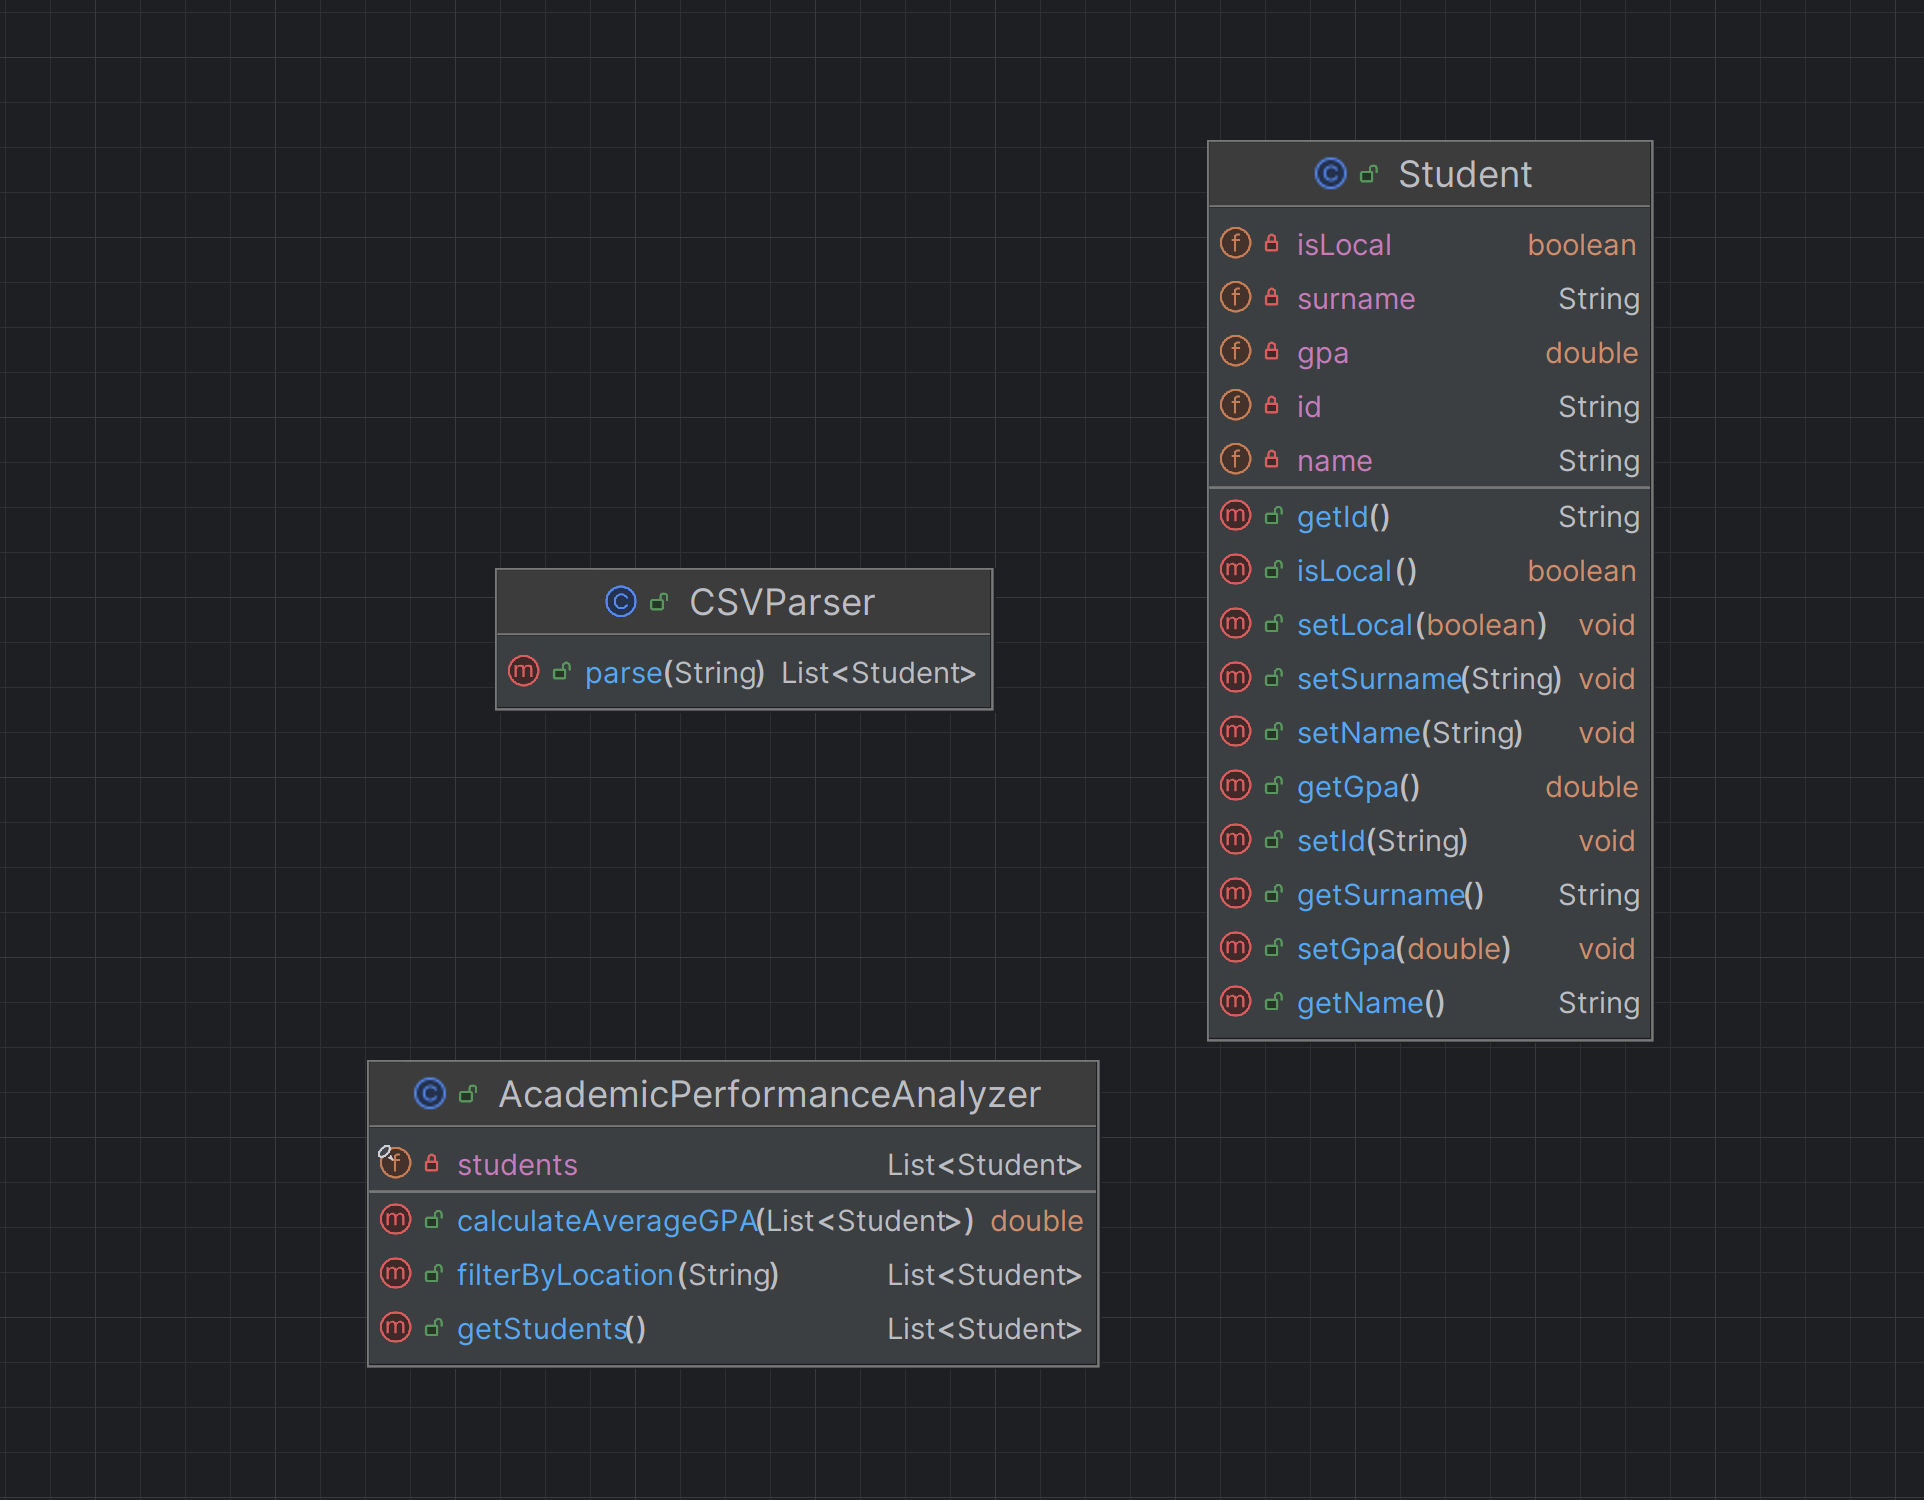 Student
isLocal boolean
surname String
gpa double
id String
name String
getId() String
isLocal() boolean
setLocal(boolean) void
setSurname(String) void
setName(String) void
getGpa() double
setId(String) void
getSurname() String
setGpa(double) void
getName() String
CSVParser
parse(String) List<Student>
AcademicPerformanceAnalyzer
students List<Student>
calculateAverageGPA(List<Student>) double
filterByLocation(String) List<Student>
getStudents() List<Student>